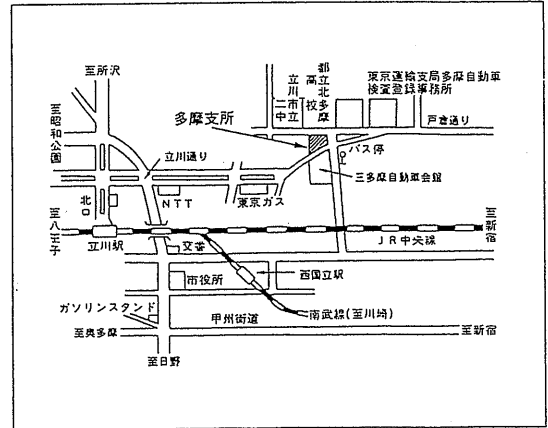 至所沢
至昭和公園
立川市立二中
都立北多摩高校
東京運輸支局多摩自動車
検査登録事務所
多摩支所
戸倉通り
立川通り
バス停
北口
NTT
東京ガス
三多摩自動車会館
至八王子
立川駅
交番
JR中央線
至新宿
市役所
西国立駅
ガソリンスタンド
甲州街道
南武線(至川崎)
至奥多摩
至新宿
至日野